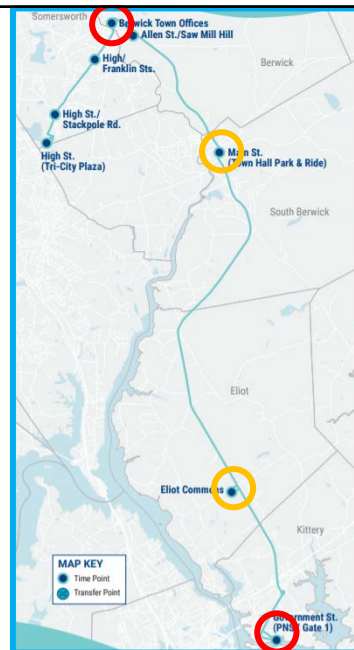 Somersworth
Berwick Town Offices
Allen St./Saw Mill Hill
High/
Franklin Sts.
Berwick
High St./
Stackpole Rd.
High St.
(Tri-City Plaza)
Main St.
(Town Hall Park & Ride)
South Berwick
Eliot
Eliot Commons
Kittery
MAP KEY
Time Point
Transfer Point
Government St.
(PNSY Gate 1)